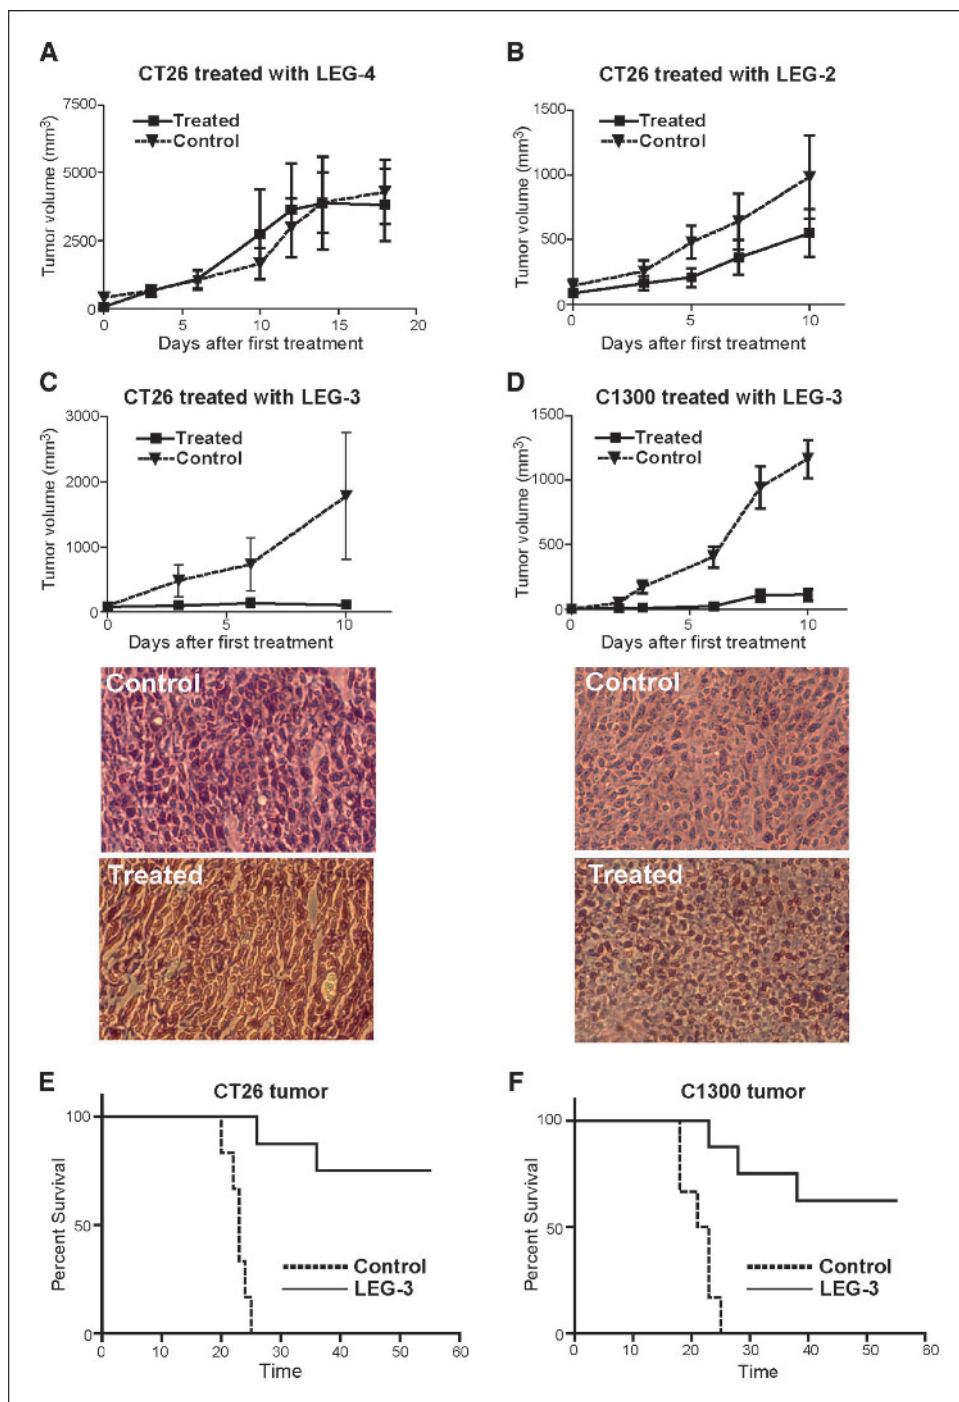 A
CT26 treated with LEG-4
Tumor volume (mm³)
7500
5000
2500
0
Treated
Control
0 5 10 15 20
Days after first treatment
B
CT26 treated with LEG-2
Tumor volume (mm³)
1500
1000
500
0
Treated
Control
0 5 10
Days after first treatment
C
CT26 treated with LEG-3
Tumor volume (mm³)
3000
2000
1000
0
Treated
Control
0 5 10
Days after first treatment
D
C1300 treated with LEG-3
Tumor volume (mm³)
1500
1000
500
0
Treated
Control
0 5 10
Days after first treatment
Control
Treated
Control
Treated
E
CT26 tumor
Percent Survival
100
50
0
Control
LEG-3
0 10 20 30 40 50 60
Time
F
C1300 tumor
Percent Survival
100
50
0
Control
LEG-3
0 10 20 30 40 50 60
Time